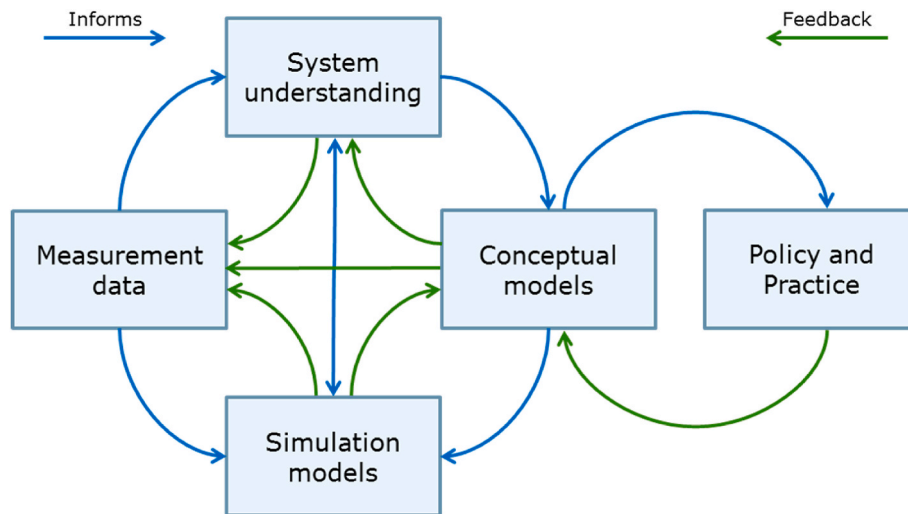 Informs
Feedback
System
understanding
Measurement
data
Conceptual
models
Policy and
Practice
Simulation
models